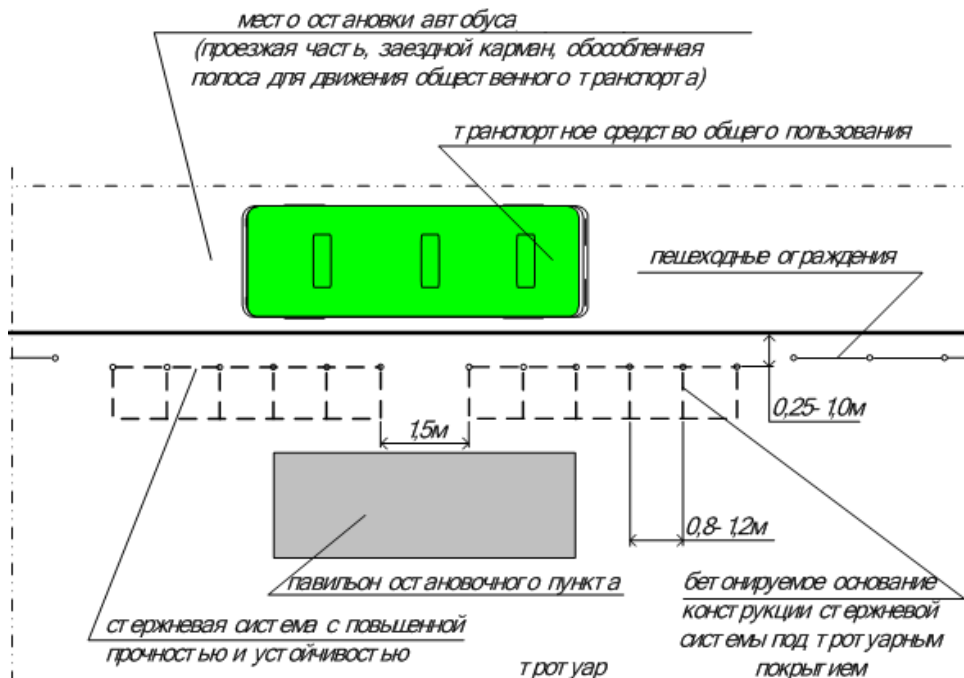 место остановки автобуса
(проезжая часть, заездной карман, обособленная
полоса для движения общественного транспорта)
транспортное средство общего пользования
пешеходные ограждения
0,25-1,0м
1,5м
0,8-1,2м
павильон остановочного пункта
бетонируемое основание
конструкции стержневой
системы под тротуарным
покрытием
стержневая система с повышенной
прочностью и устойчивостью
тротуар